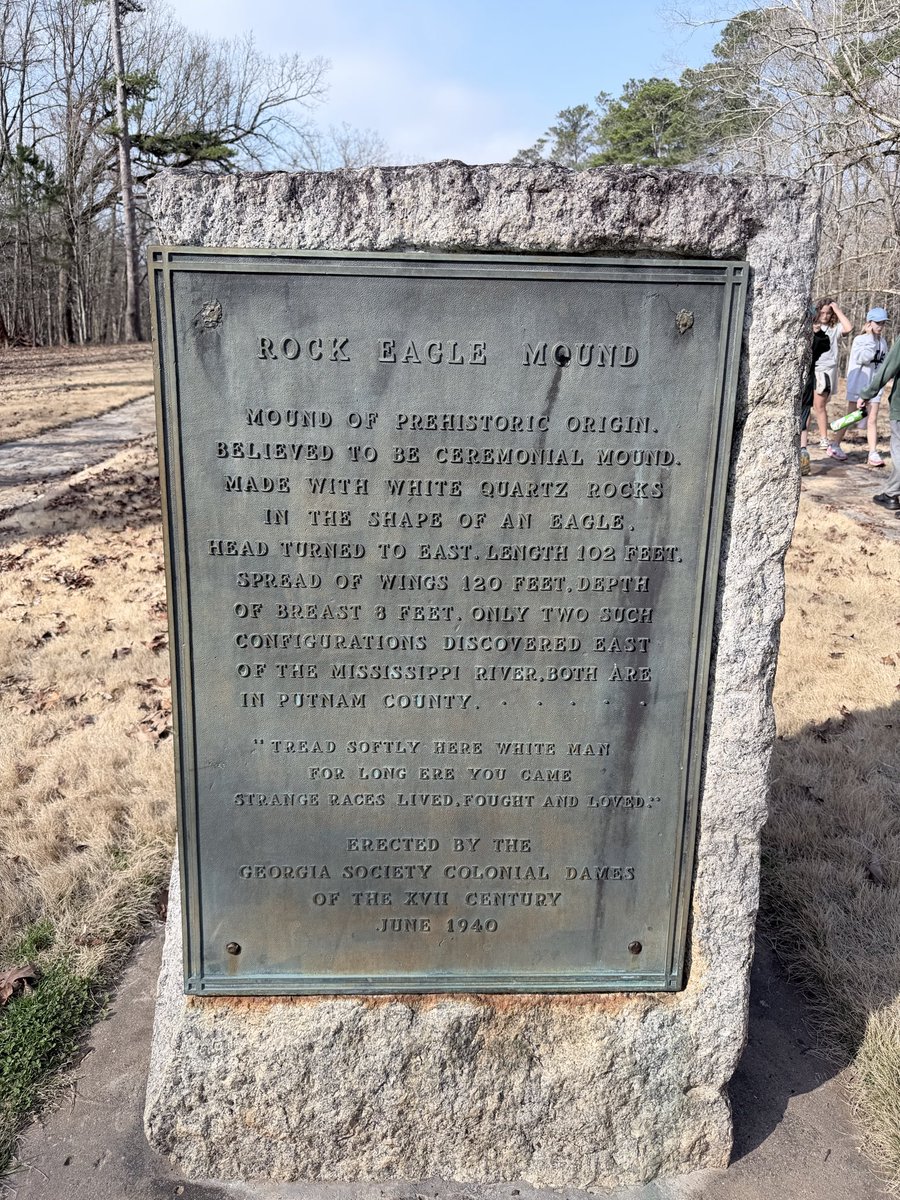 ROCK EAGLE MOUND
MOUND OF PREHISTORIC ORIGIN.
BELIEVED TO BE CEREMONIAL MOUND.
MADE WITH WHITE QUARTZ ROCKS
IN THE SHAPE OF AN EAGLE.
HEAD TURNED TO EAST. LENGTH 102 FEET.
SPREAD OF WINGS 120 FEET, DEPTH
OF BREAST 8 FEET. ONLY TWO SUCH
CONFIGURATIONS DISCOVERED EAST
OF THE MISSISSIPPI RIVER, BOTH ARE
IN PUTNAM COUNTY. . . . . .
"TREAD SOFTLY HERE WHITE MAN
FOR LONG ERE YOU CAME
STRANGE RACES LIVED, FOUGHT AND LOVED."
ERECTED BY THE
GEORGIA SOCIETY COLONIAL DAMES
OF THE XVII CENTURY
JUNE 1940